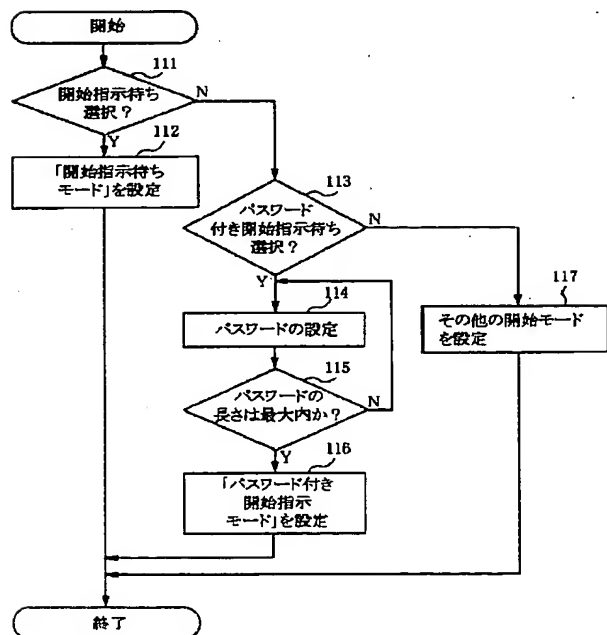 開始
111
開始指示待ち
選択？
N
Y
112
「開始指示待ち
モード」を設定
113
パスワード
付き開始指示待ち
選択？
N
Y
114
パスワードの設定
117
その他の開始モード
を設定
115
パスワードの
長さは最大内か？
N
Y
116
「パスワード付き
開始指示
モード」を設定
終了